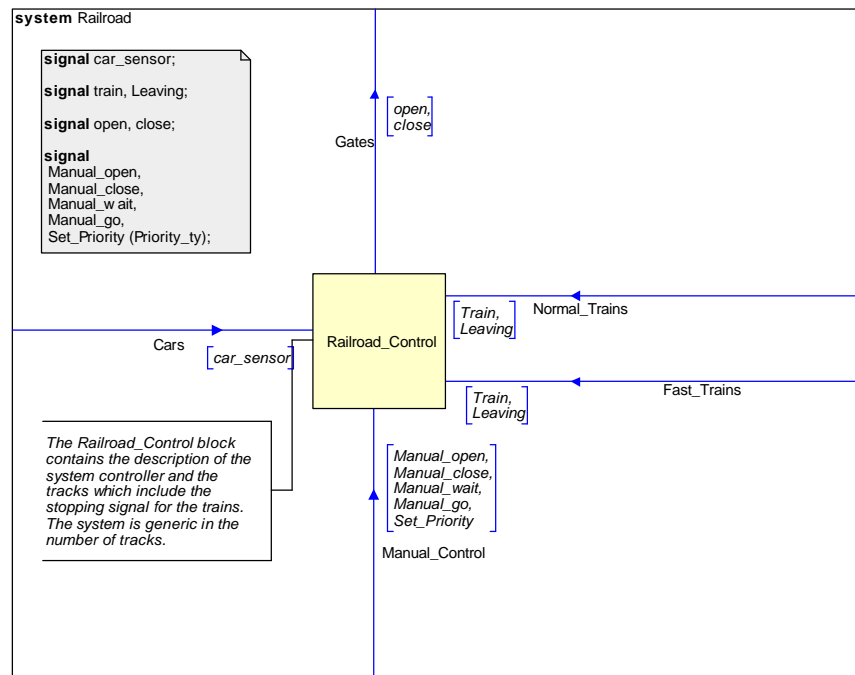 system Railroad
signal car_sensor;
signal train, Leaving;
signal open, close;
signal
Manual_open,
Manual_close,
Manual_wait,
Manual_go,
Set_Priority (Priority_ty);
open,
close
Gates
Railroad_Control
Train,
Leaving
Normal_Trains
Cars
car_sensor
Train,
Leaving
Fast_Trains
The Railroad_Control block
contains the description of the
system controller and the
tracks which include the
stopping signal for the trains.
The system is generic in the
number of tracks.
Manual_open,
Manual_close,
Manual_wait,
Manual_go,
Set_Priority
Manual_Control